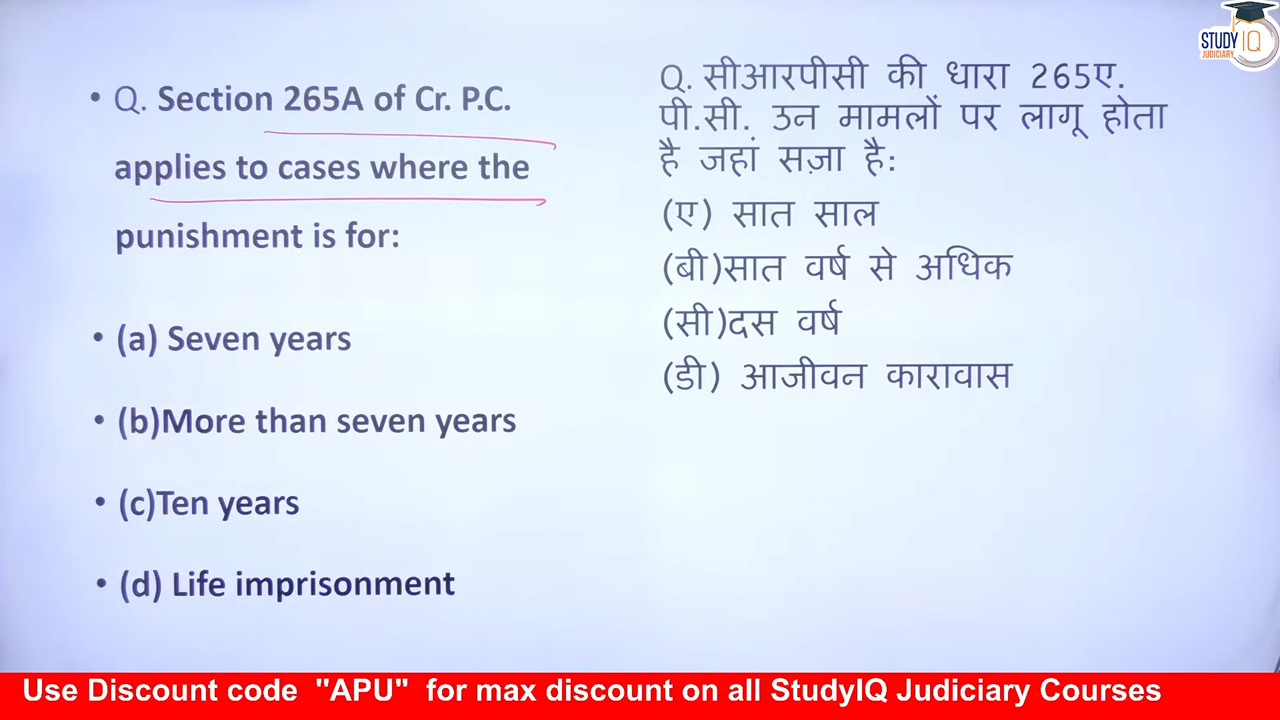 STUDY IQ
JUDICIARY
• Q. Section 265A of Cr. P.C.
applies to cases where the
punishment is for:
• (a) Seven years
• (b)More than seven years
• (c)Ten years
• (d) Life imprisonment
Q. सीआरपीसी की धारा 265ए.
पी.सी. उन मामलों पर लागू होता
है जहां सज़ा है:
(ए) सात साल
(बी)सात वर्ष से अधिक
(सी)दस वर्ष
(डी) आजीवन कारावास
Use Discount code "APU" for max discount on all StudyIQ Judiciary Courses